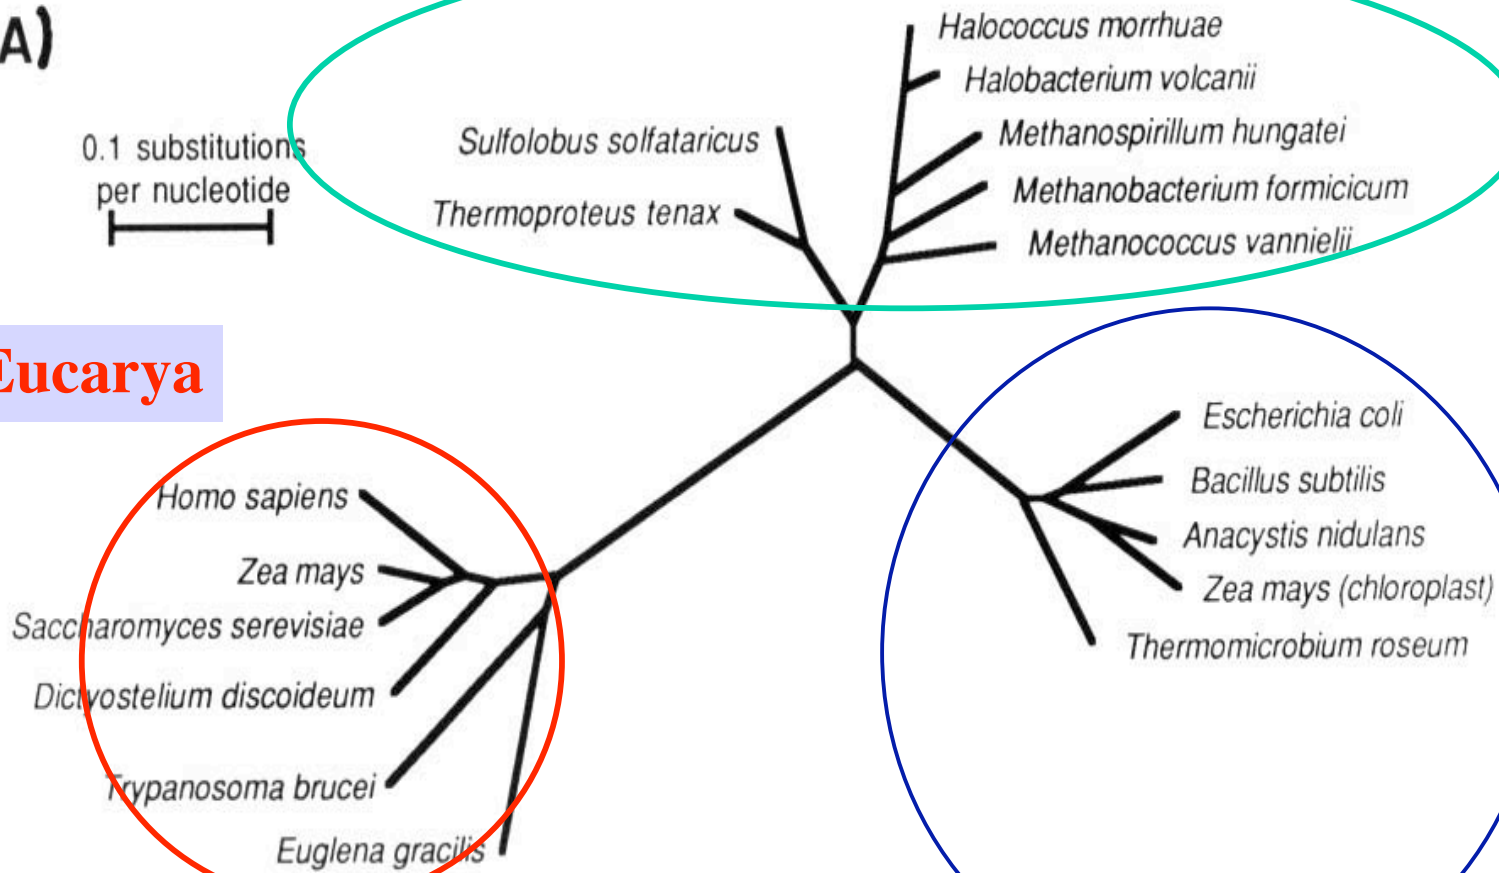 A)
0.1 substitutions
per nucleotide
Halococcus morrhuae
Halobacterium volcanii
Sulfolobus solfataricus
Methanospirillum hungatei
Thermoproteus tenax
Methanobacterium formicicum
Methanococcus vannielii
Eucarya
Escherichia coli
Bacillus subtilis
Anacystis nidulans
Zea mays (chloroplast)
Thermomicrobium roseum
Homo sapiens
Zea mays
Saccharomyces serevisiae
Dictyostelium discoideum
Trypanosoma brucei
Euglena gracilis